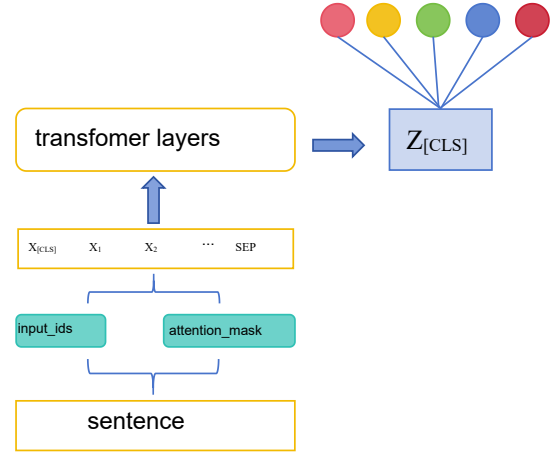 transfomer layers
Z[CLS]
X[CLS] X1 X2 ... SEP
input_ids attention_mask
sentence